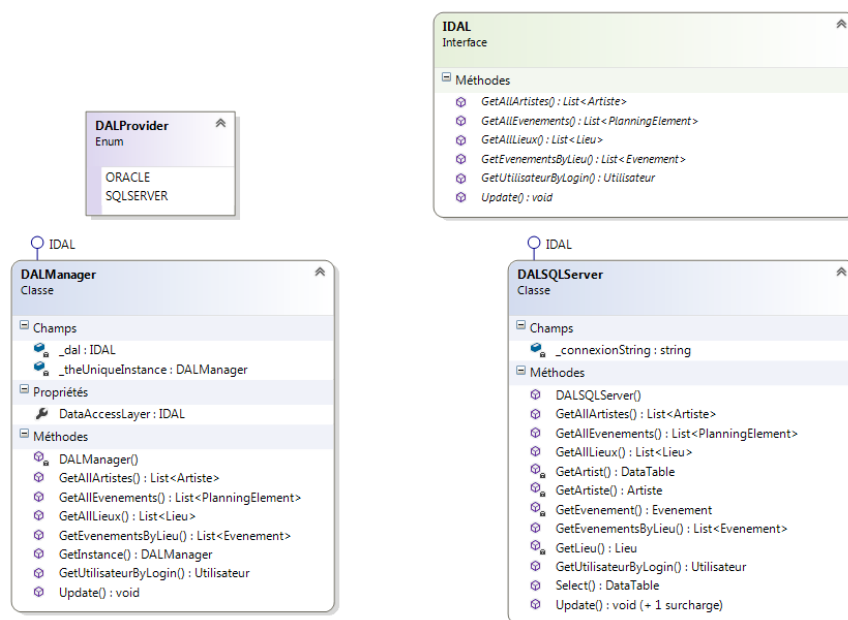 IDAL
Interface
Méthodes
GetAllArtistes() : List<Artiste>
GetAllEvenements() : List<PlanningElement>
GetAllLieux() : List<Lieu>
GetEvenementsByLieu() : List<Evenement>
GetUtilisateurByLogin() : Utilisateur
Update() : void
DALProvider
Enum
ORACLE
SQLSERVER
IDAL
DALManager
Classe
Champs
_dal : IDAL
_theUniqueInstance : DALManager
Propriétés
DataAccessLayer : IDAL
Méthodes
DALManager()
GetAllArtistes() : List<Artiste>
GetAllEvenements() : List<PlanningElement>
GetAllLieux() : List<Lieu>
GetEvenementsByLieu() : List<Evenement>
GetInstance() : DALManager
GetUtilisateurByLogin() : Utilisateur
Update() : void
IDAL
DALSQLServer
Classe
Champs
_connexionString : string
Méthodes
DALSQLServer()
GetAllArtistes() : List<Artiste>
GetAllEvenements() : List<PlanningElement>
GetAllLieux() : List<Lieu>
GetArtist() : DataTable
GetArtiste() : Artiste
GetEvenement() : Evenement
GetEvenementsByLieu() : List<Evenement>
GetLieu() : Lieu
GetUtilisateurByLogin() : Utilisateur
Select() : DataTable
Update() : void (+ 1 surcharge)